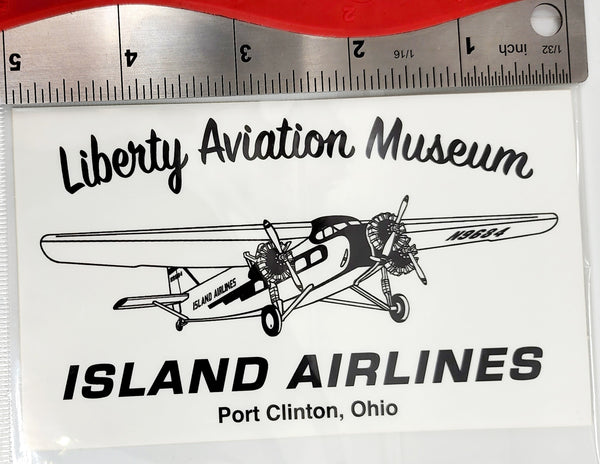 5 4 3 2 1 inch
1/16 1/32
Liberty Aviation Museum
N9684
ISLAND AIRLINES
ISLAND AIRLINES
Port Clinton, Ohio